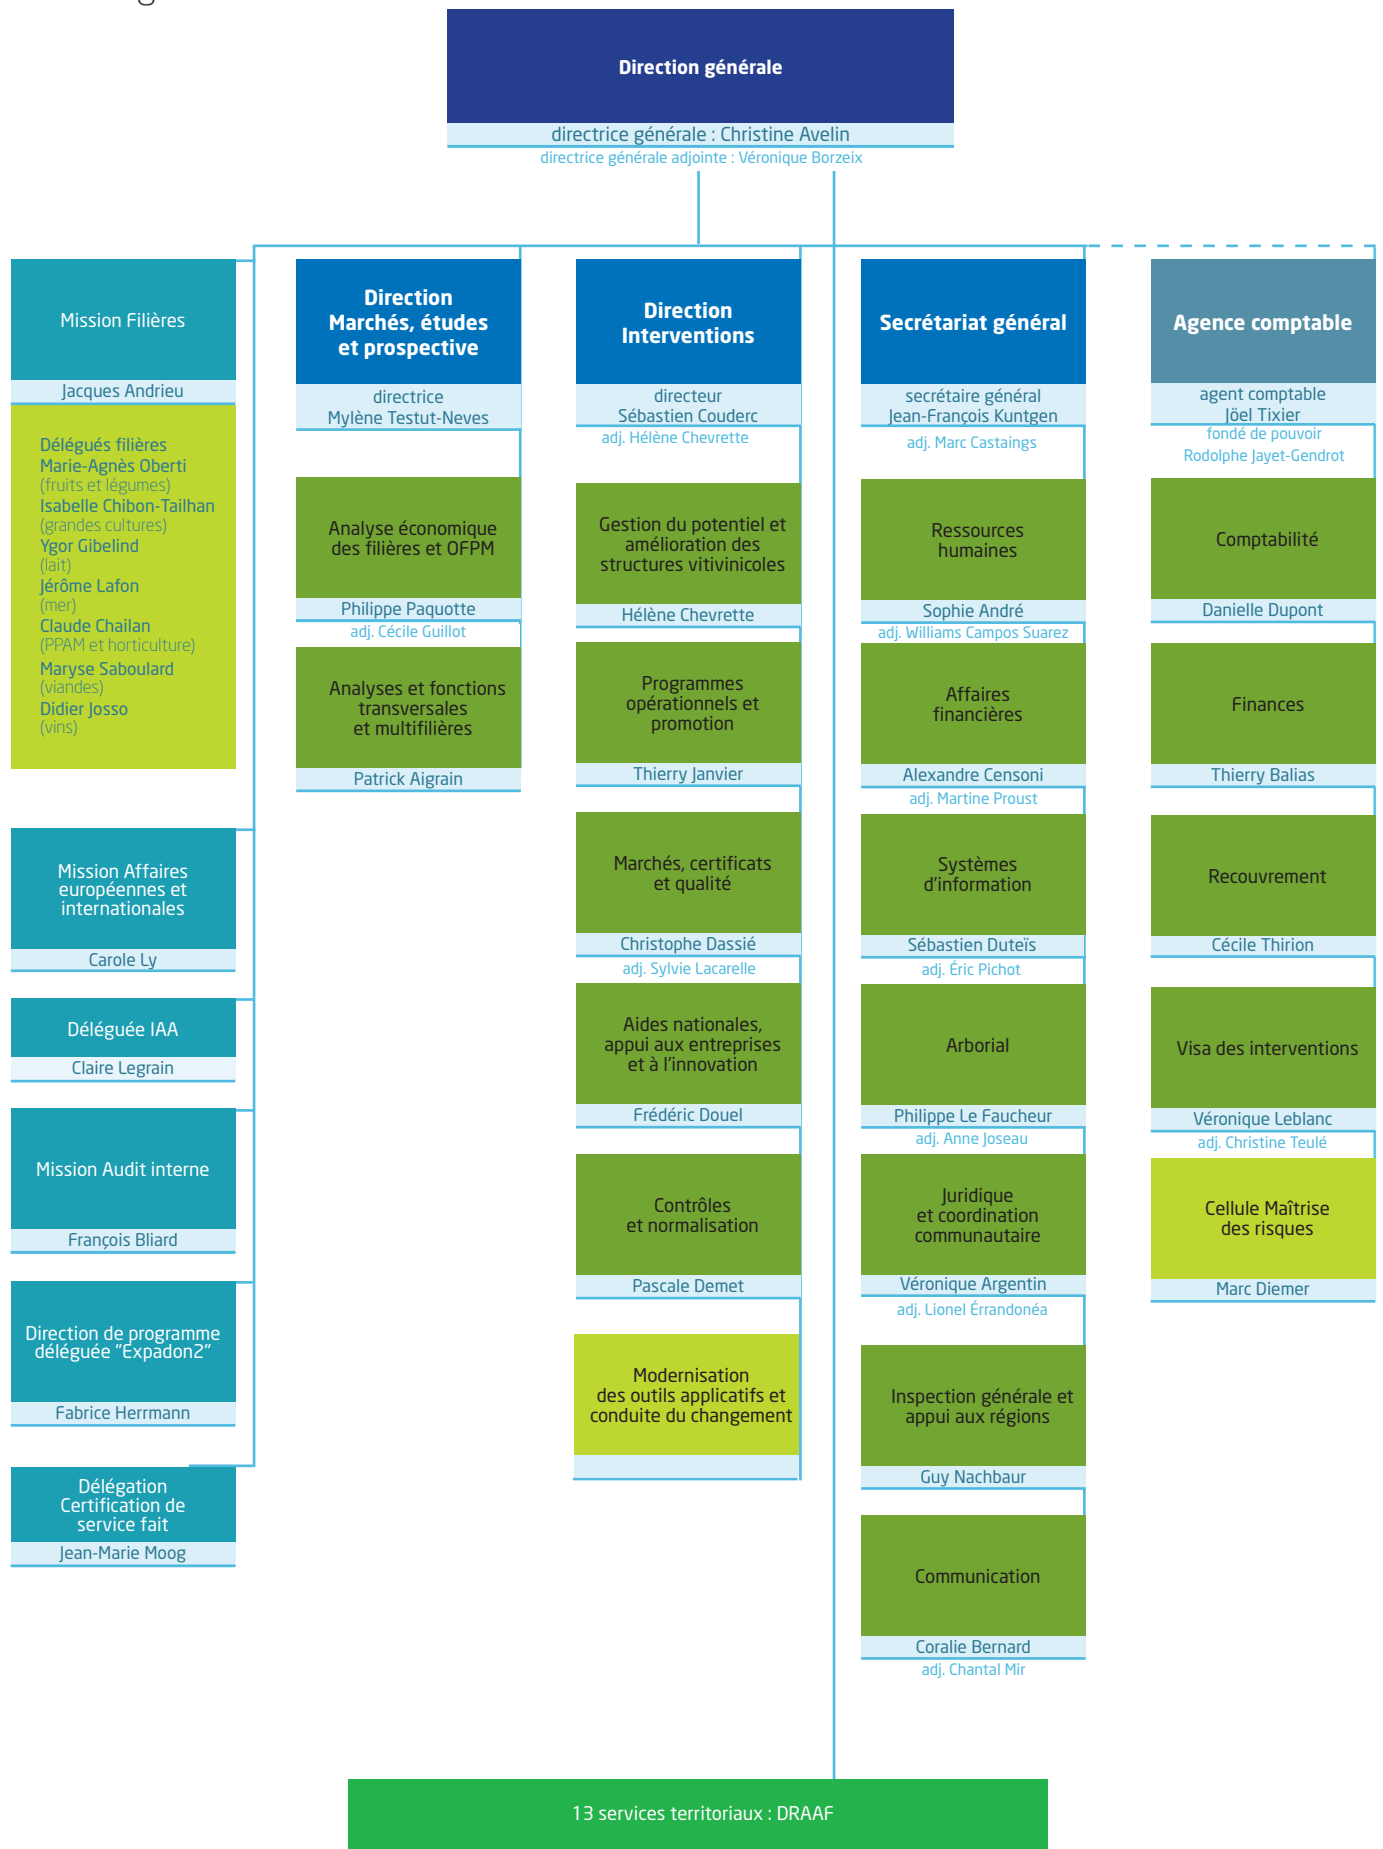 Direction générale
directrice générale : Christine Avelin
directrice générale adjointe : Véronique Borzeix
Mission Filières
Jacques Andrieu
Délégués filières
Marie-Agnès Oberti
(fruits et légumes)
Isabelle Chibon-Tailhan
(grandes cultures)
Ygor Gibelind
(lait)
Jérôme Lafon
(mer)
Claude Chailan
(PPAM et horticulture)
Maryse Saboulard
(viandes)
Didier Josso
(vins)
Mission Affaires
européennes et
internationales
Carole Ly
Déléguée IAA
Claire Legrain
Mission Audit interne
François Bliard
Direction de programme
déléguée "Expadon2"
Fabrice Herrmann
Délégation
Certification de
service fait
Jean-Marie Moog
Direction
Marchés, études
et prospective
directrice
Mylène Testut-Neves
Analyse économique
des filières et OFPM
Philippe Paquotte
adj. Cécile Guillot
Analyses et fonctions
transversales
et multifilières
Patrick Aigrain
Direction
Interventions
directeur
Sébastien Couderc
adj. Hélène Chevrette
Gestion du potentiel et
amélioration des
structures vitivinicoles
Hélène Chevrette
Programmes
opérationnels et
promotion
Thierry Janvier
Marchés, certificats
et qualité
Christophe Dassié
adj. Sylvie Lacarelle
Aides nationales,
appui aux entreprises
et à l'innovation
Frédéric Douel
Contrôles
et normalisation
Pascale Demet
Modernisation
des outils applicatifs et
conduite du changement
Secrétariat général
secrétaire général
Jean-François Kuntgen
adj. Marc Castaings
Ressources
humaines
Sophie André
adj. Williams Campos Suarez
Affaires
financières
Alexandre Censoni
adj. Martine Proust
Systèmes
d'information
Sébastien Duteïs
adj. Éric Pichot
Arborial
Philippe Le Faucheur
adj. Anne Joseau
Juridique
et coordination
communautaire
Véronique Argentin
adj. Lionel Érrandonéa
Inspection générale et
appui aux régions
Guy Nachbaur
Communication
Coralie Bernard
adj. Chantal Mir
Agence comptable
agent comptable
Jöel Tixier
fondé de pouvoir
Rodolphe Jayet-Gendrot
Comptabilité
Danielle Dupont
Finances
Thierry Balias
Recouvrement
Cécile Thirion
Visa des interventions
Véronique Leblanc
adj. Christine Teulé
Cellule Maîtrise
des risques
Marc Diemer
13 services territoriaux : DRAAF